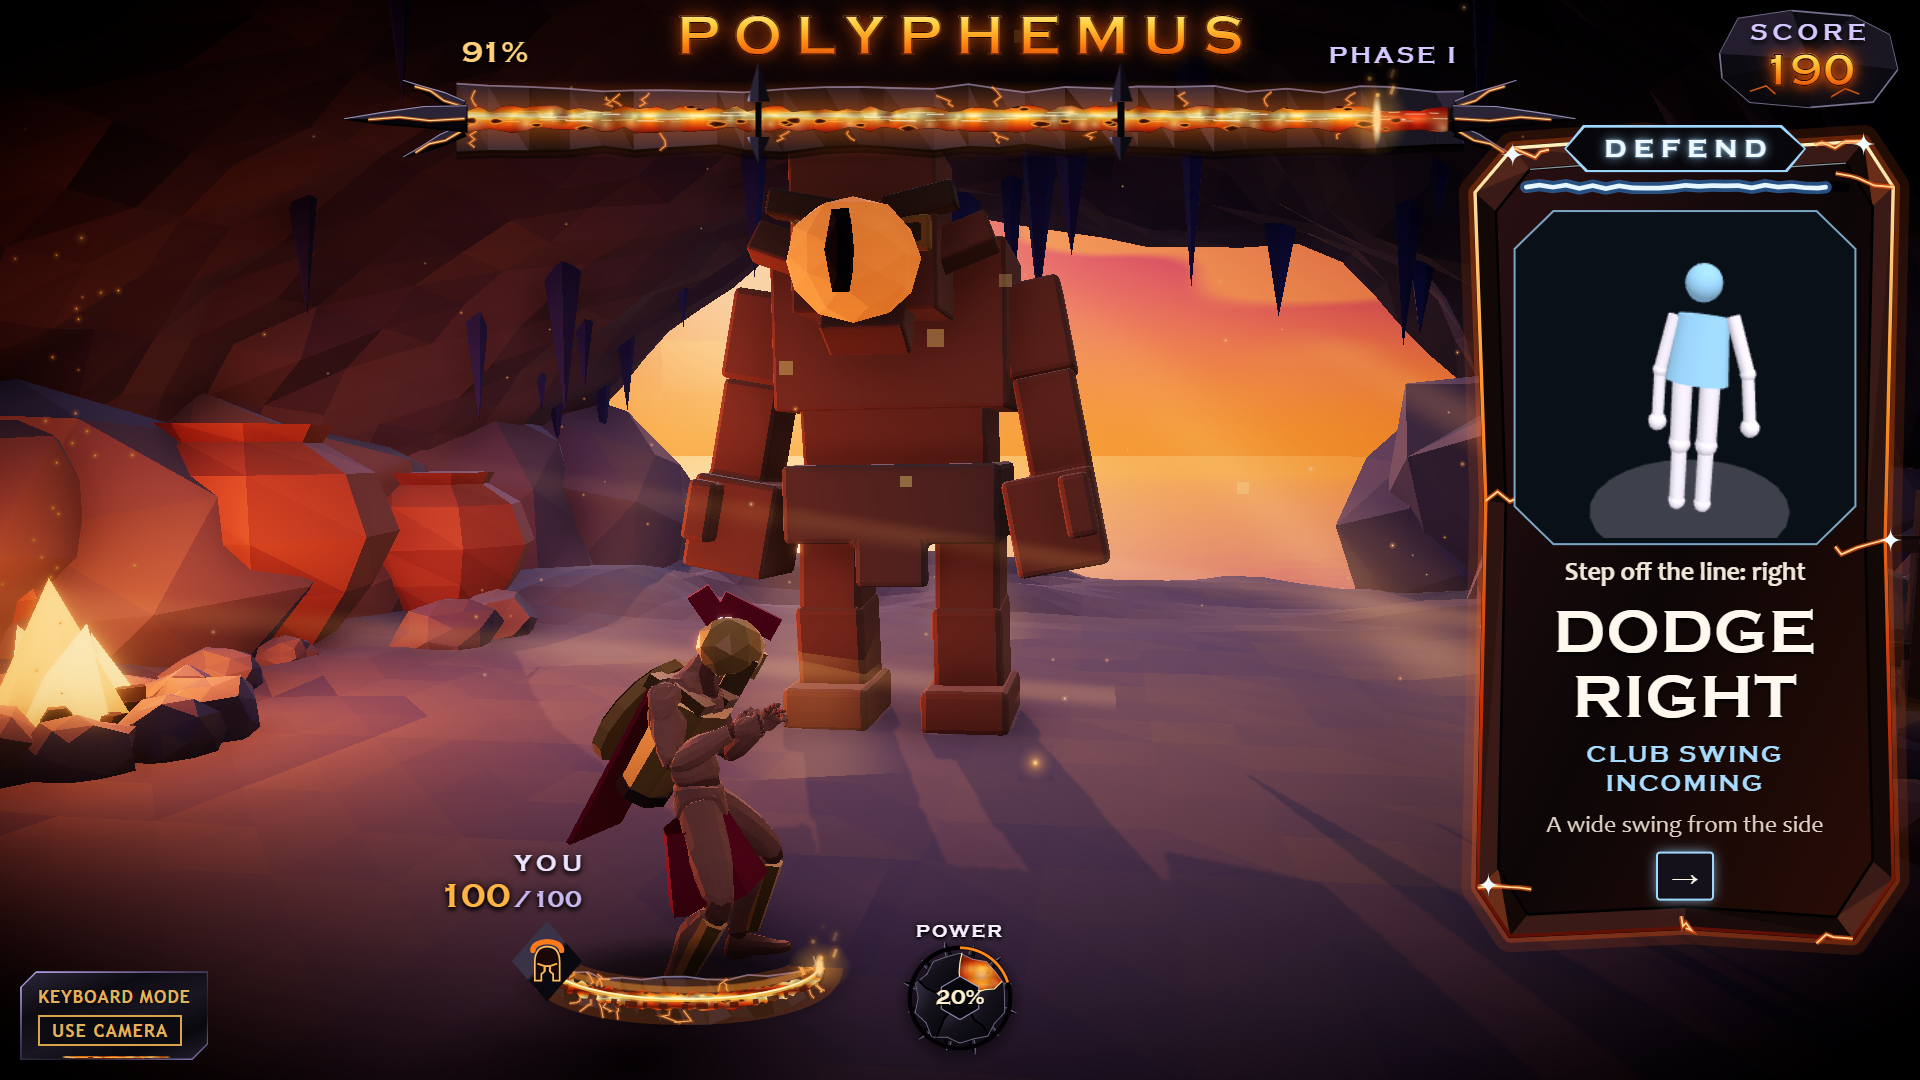 POLYPHEMUS
91%
PHASE I
SCORE
190
DEFEND
Step off the line: right
DODGE
RIGHT
CLUB SWING
INCOMING
A wide swing from the side
→
YOU
100/100
POWER
20%
KEYBOARD MODE
USE CAMERA